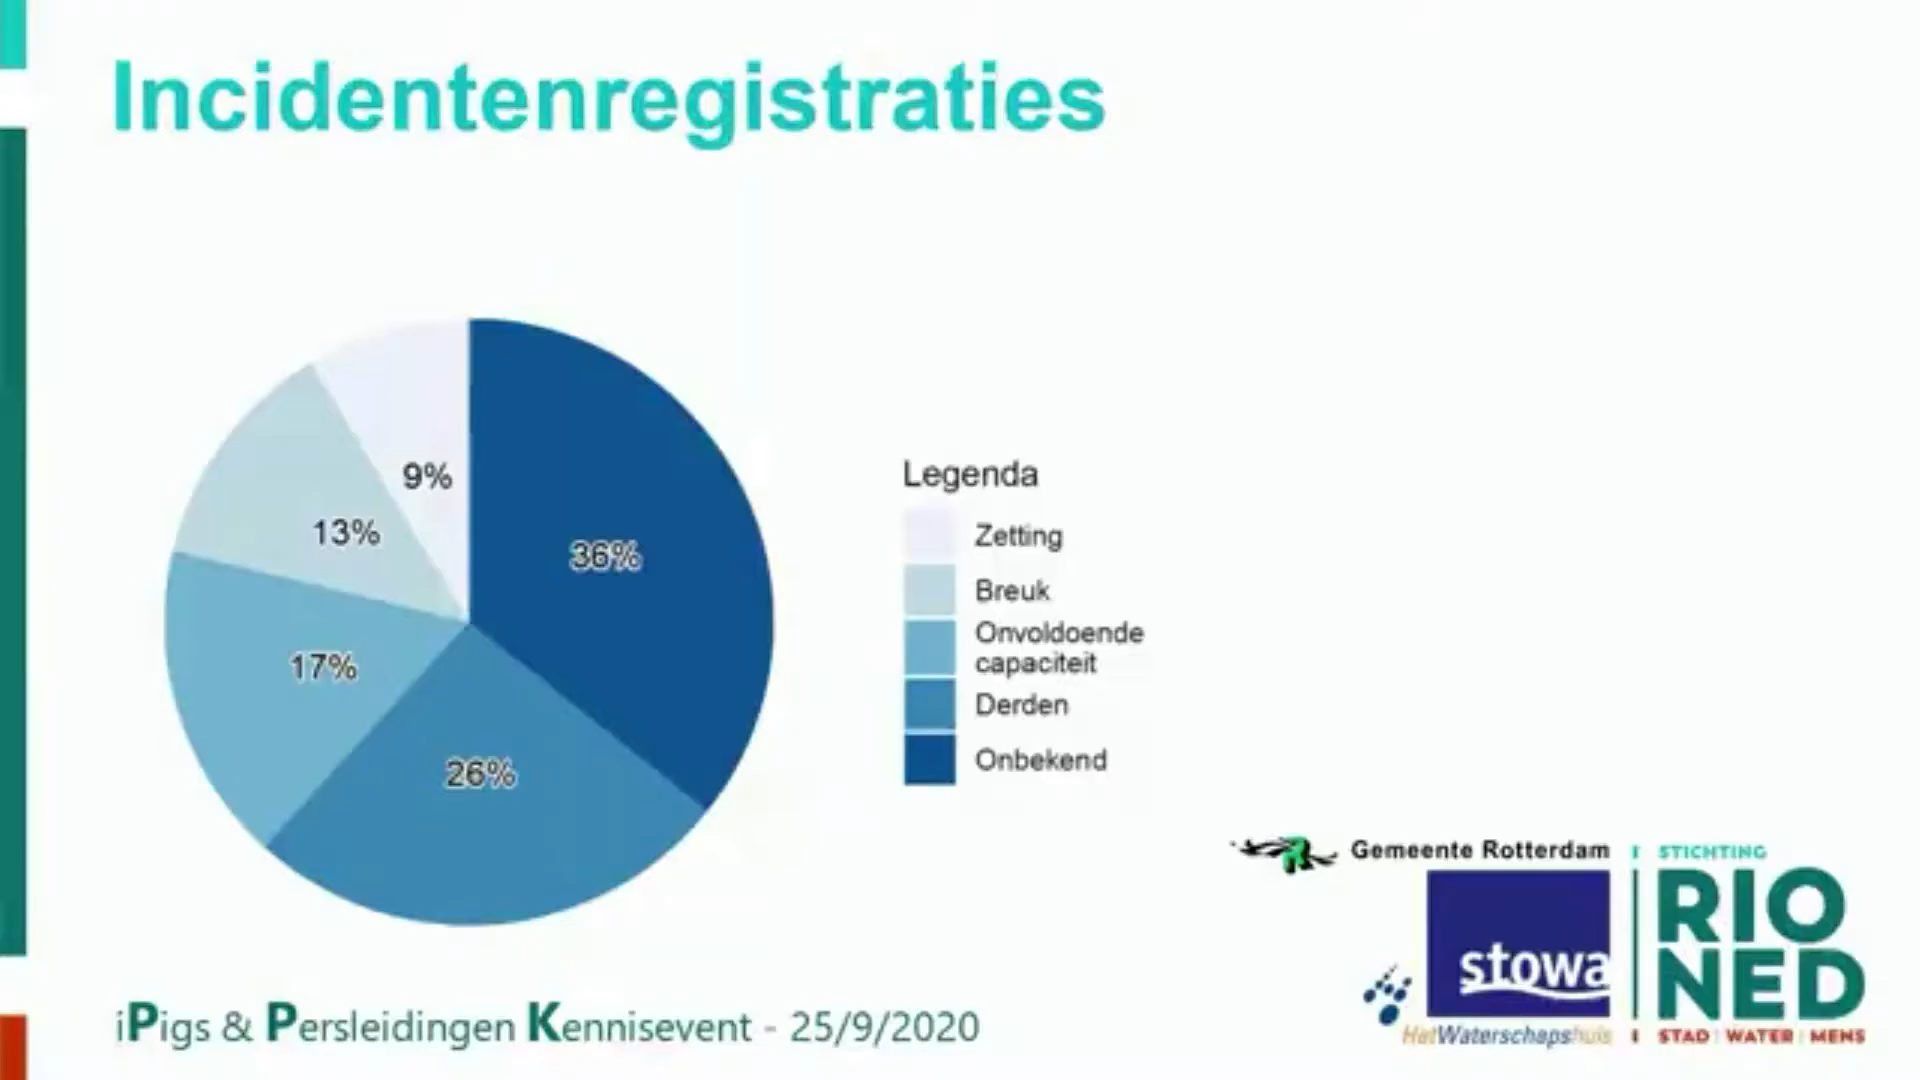 Incidentenregistraties
9%
13%
36%
17%
26%
Legenda
Zetting
Breuk
Onvoldoende
capaciteit
Derden
Onbekend
Gemeente Rotterdam
stowa
HetWaterschapshuis
STICHTING
RIO
NED
STAD WATER MENS
iPigs & Persleidingen Kennisevent - 25/9/2020